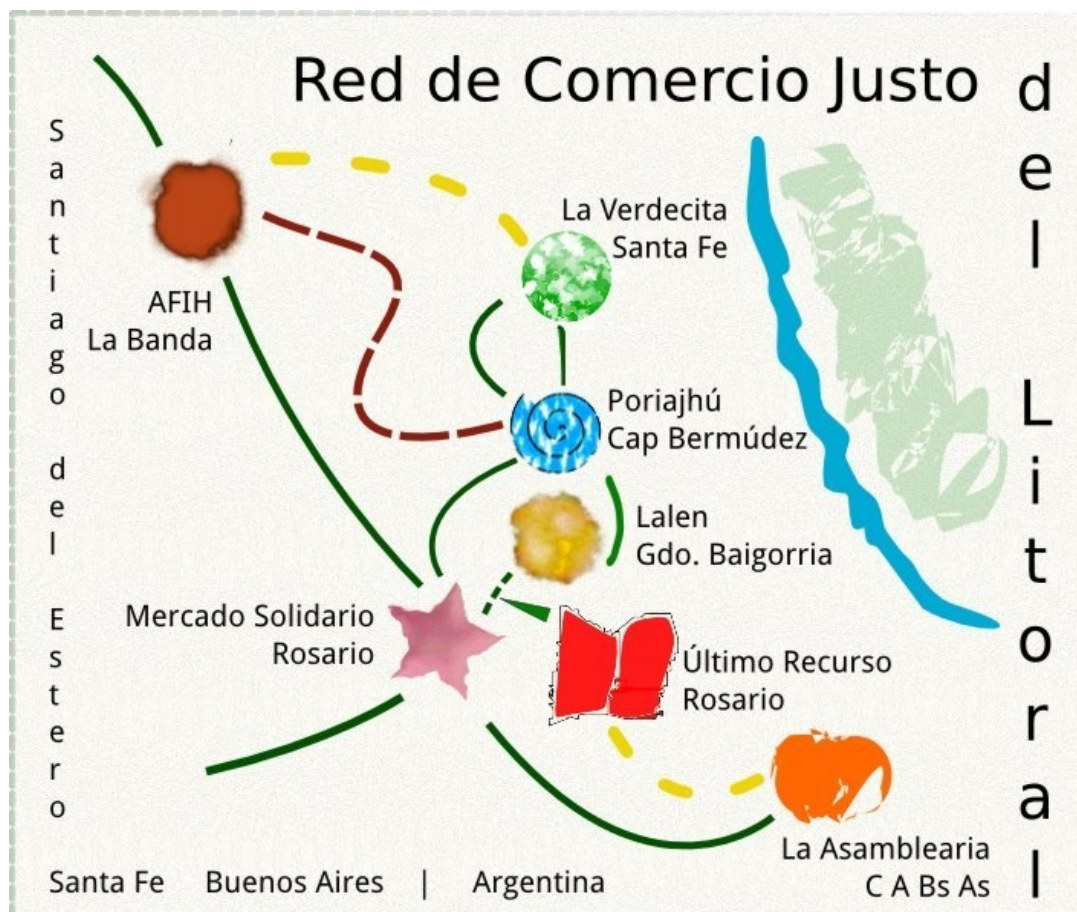 Red de Comercio Justo
del Litoral
Santiago del Estero
La Verdecita
Santa Fe
AFIH
La Banda
Poriajhú
Cap Bermúdez
Lalen
Gdo. Baigorria
Mercado Solidario
Rosario
Último Recurso
Rosario
La Asamblearia
C A Bs As
Santa Fe Buenos Aires | Argentina